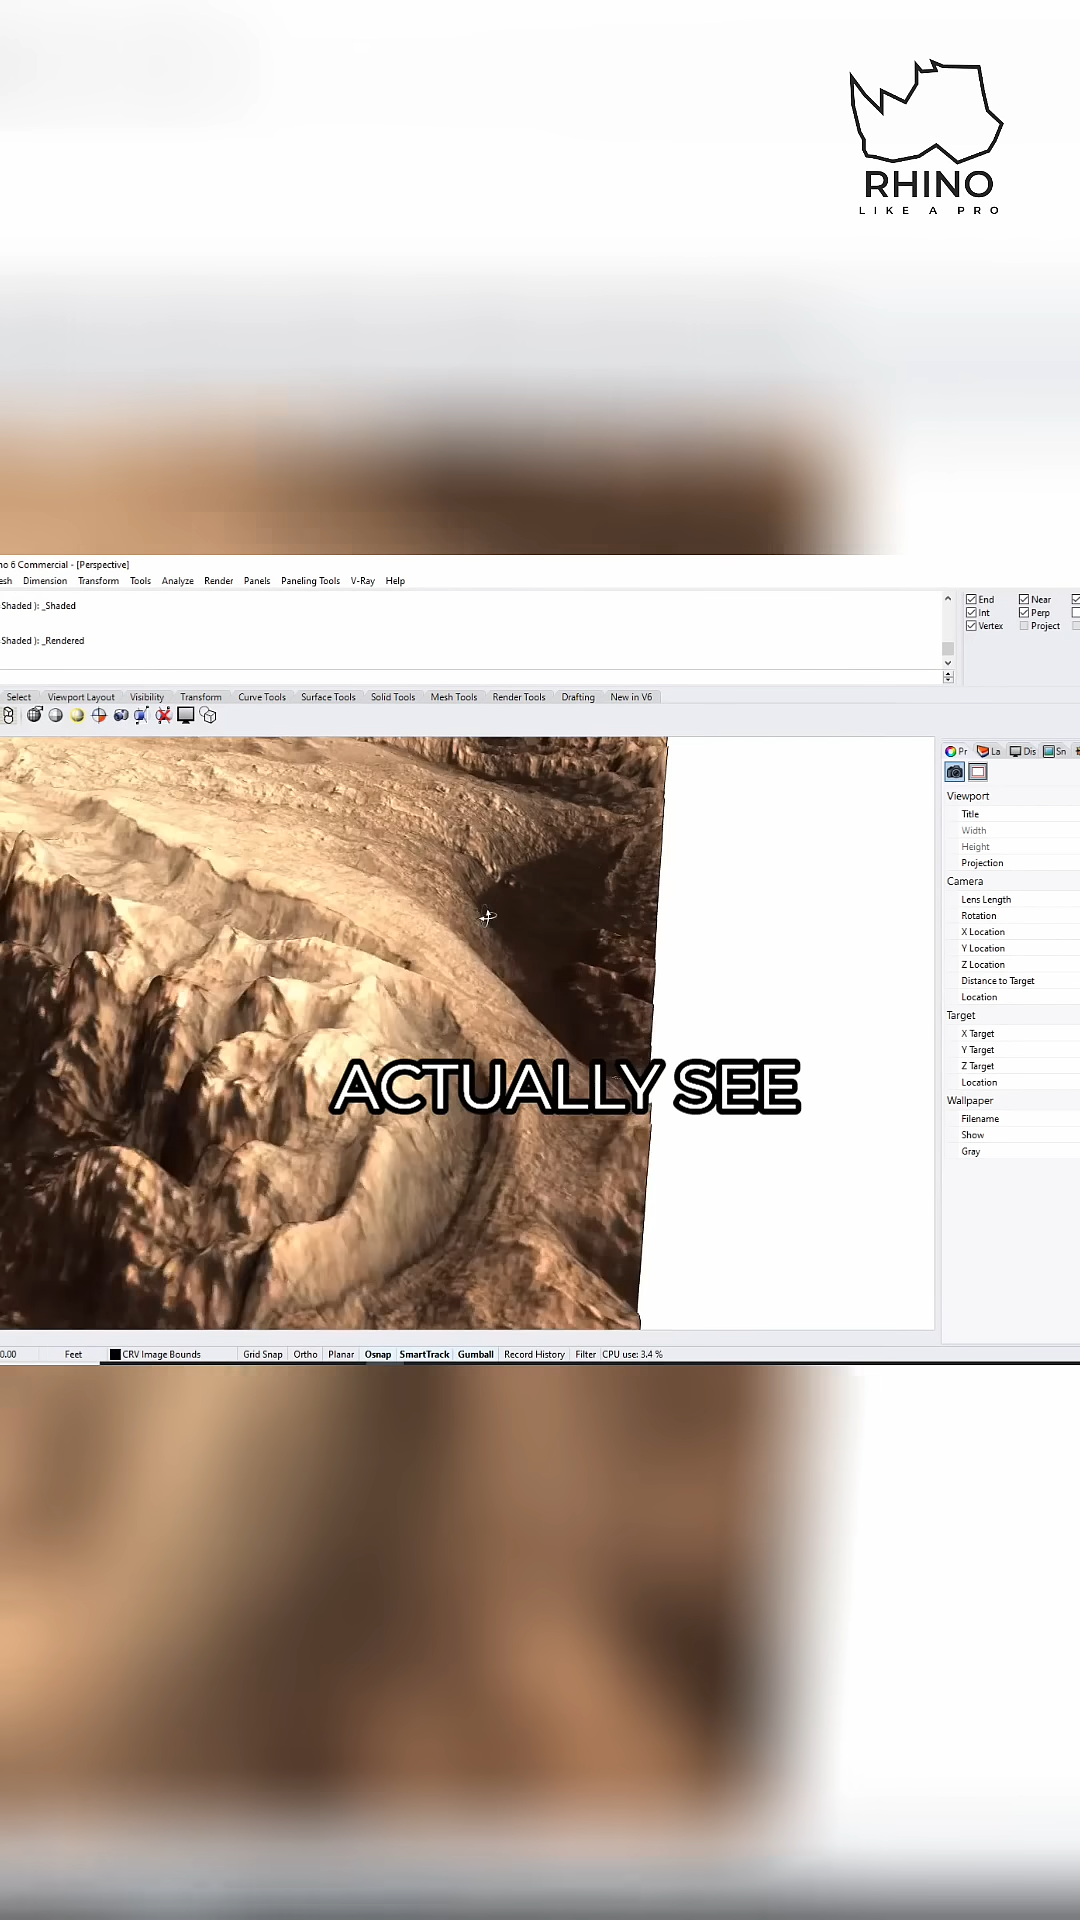 RHINO
LIKE A PRO
no 6 Commercial - [Perspective]
esh Dimension Transform Tools Analyze Render Panels Paneling Tools V-Ray Help
Shaded ): _Shaded
Shaded ): _Rendered
End Near
Int Perp
Vertex Project
Select Viewport Layout Visibility Transform Curve Tools Surface Tools Solid Tools Mesh Tools Render Tools Drafting New in V6
Pr La Dis Sn
Viewport
Title
Width
Height
Projection
Camera
Lens Length
Rotation
X Location
Y Location
Z Location
Distance to Target
Location
Target
X Target
Y Target
Z Target
Location
Wallpaper
Filename
Show
Gray
ACTUALLY SEE
0.00 Feet CRV Image Bounds Grid Snap Ortho Planar Osnap SmartTrack Gumball Record History Filter CPU use: 3.4 %